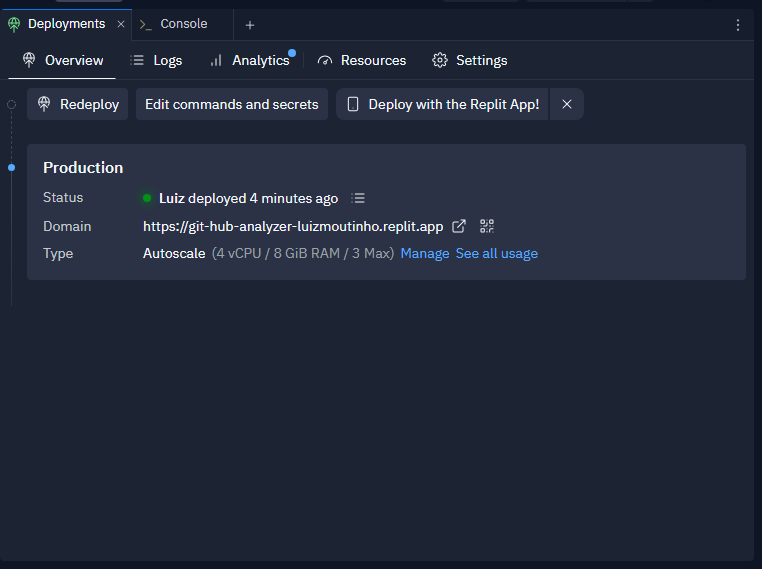 Deployments × >_ Console +
Overview Logs Analytics Resources Settings
Redeploy Edit commands and secrets Deploy with the Replit App! ×
Production
Status Luiz deployed 4 minutes ago
Domain https://git-hub-analyzer-luizmoutinho.replit.app
Type Autoscale (4 vCPU / 8 GiB RAM / 3 Max) Manage See all usage